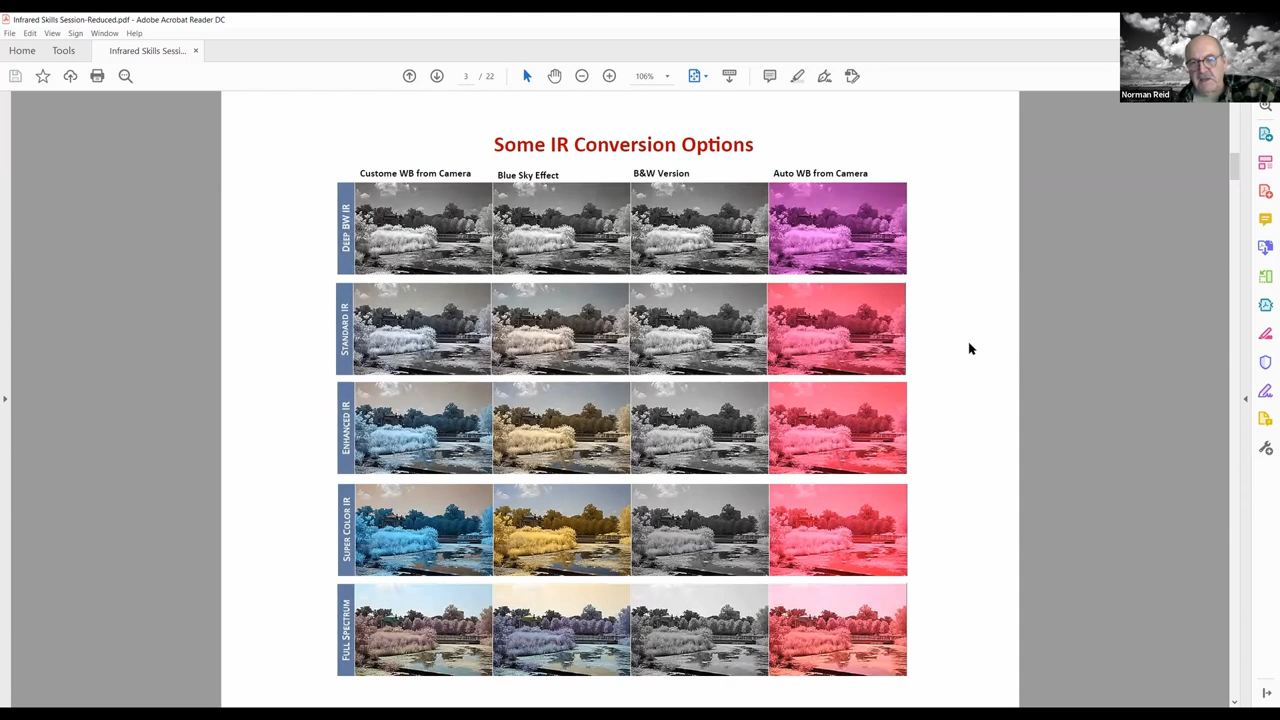 Infrared Skills Session-Reduced.pdf - Adobe Acrobat Reader DC
File Edit View Sign Window Help
Home Tools Infrared Skills Sessi... ×
3 / 22 106%
Norman Reid
Some IR Conversion Options
Custome WB from Camera Blue Sky Effect B&W Version Auto WB from Camera
DEEP BW IR
STANDARD IR
ENHANCED IR
SUPER COLOR IR
FULL SPECTRUM